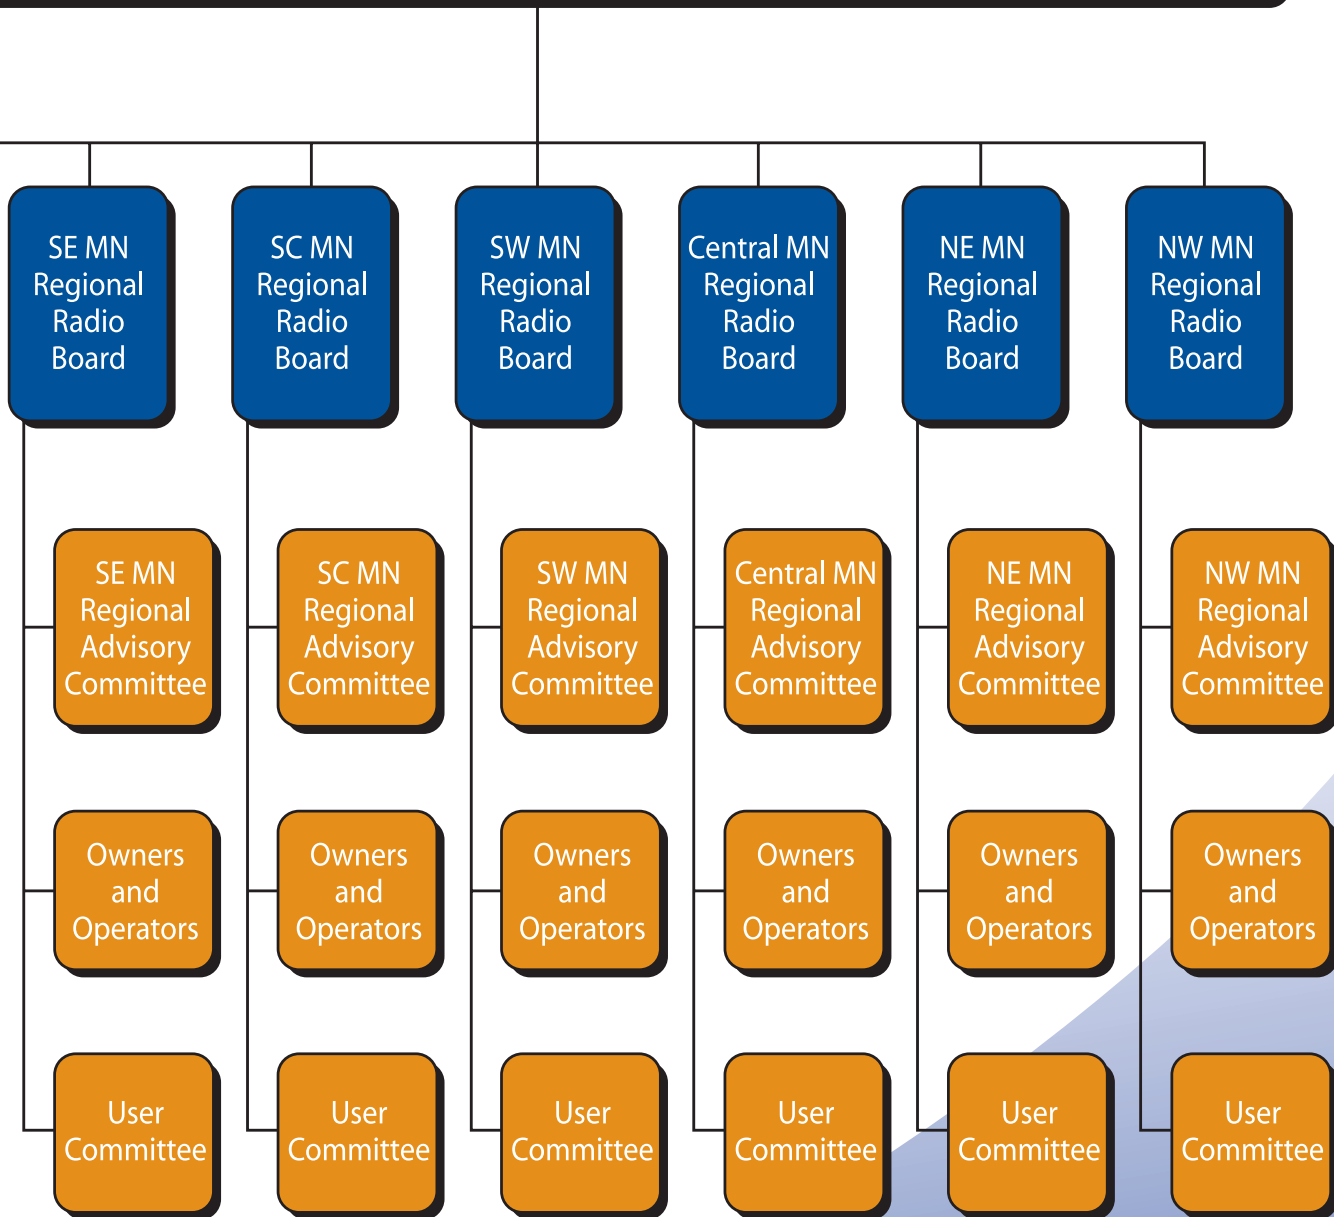 SE MN
Regional
Radio
Board
SC MN
Regional
Radio
Board
SW MN
Regional
Radio
Board
Central MN
Regional
Radio
Board
NE MN
Regional
Radio
Board
NW MN
Regional
Radio
Board
SE MN
Regional
Advisory
Committee
SC MN
Regional
Advisory
Committee
SW MN
Regional
Advisory
Committee
Central MN
Regional
Advisory
Committee
NE MN
Regional
Advisory
Committee
NW MN
Regional
Advisory
Committee
Owners
and
Operators
Owners
and
Operators
Owners
and
Operators
Owners
and
Operators
Owners
and
Operators
Owners
and
Operators
User
Committee
User
Committee
User
Committee
User
Committee
User
Committee
User
Committee